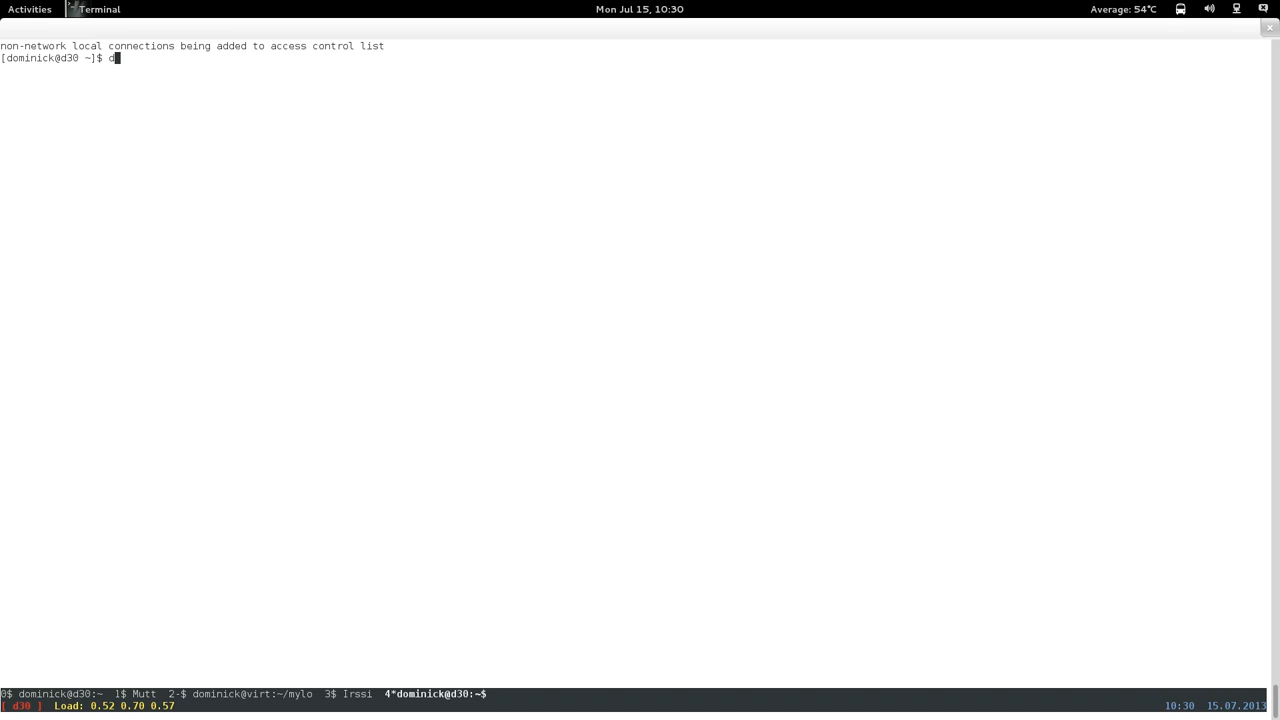 Activities Terminal Mon Jul 15, 10:30 Average: 54°C
non-network local connections being added to access control list
[dominick@d30 ~]$ d
0$ dominick@d30:~ 1$ Mutt 2-$ dominick@virt:~/mylo 3$ Irssi 4*dominick@d30:~$
[ d30 ] Load: 0.52 0.70 0.57 10:30 15.07.2013